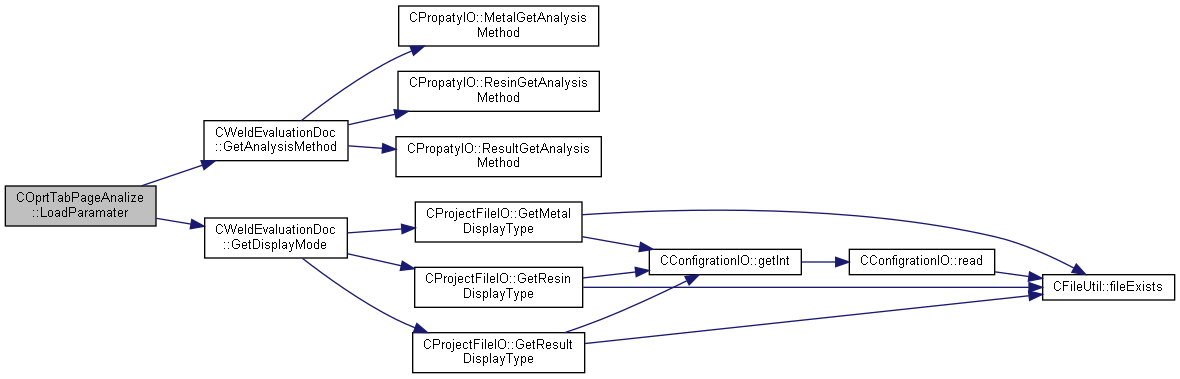 CPropatyIO::MetalGetAnalysis
Method
CPropatyIO::ResinGetAnalysis
Method
CWeldEvaluationDoc
::GetAnalysisMethod
CPropatyIO::ResultGetAnalysis
Method
COprtTabPageAnalize
::LoadParamater
CProjectFileIO::GetMetal
DisplayType
CWeldEvaluationDoc
::GetDisplayMode
CConfigrationIO::getInt
CConfigrationIO::read
CProjectFileIO::GetResin
DisplayType
CFileUtil::fileExists
CProjectFileIO::GetResult
DisplayType